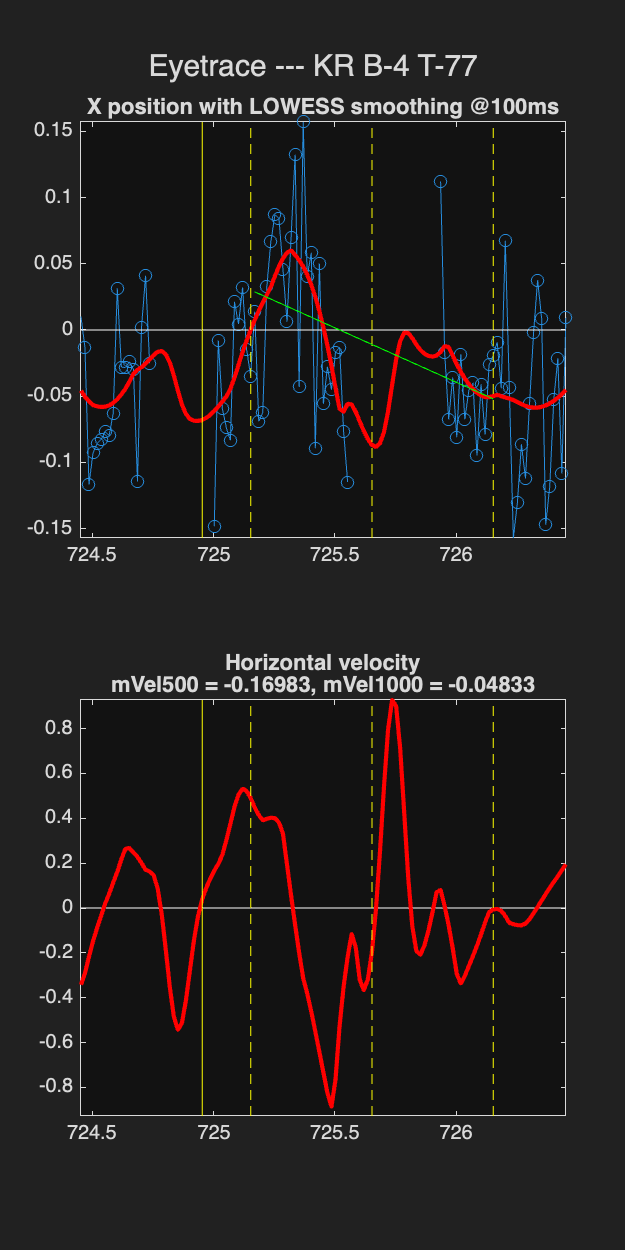 Eyetrace --- KR B-4 T-77
X position with LOWESS smoothing @100ms
0.15
0.1
0.05
0
-0.05
-0.1
-0.15
724.5 725 725.5 726
Horizontal velocity
mVel500 = -0.16983, mVel1000 = -0.04833
0.8
0.6
0.4
0.2
0
-0.2
-0.4
-0.6
-0.8
724.5 725 725.5 726